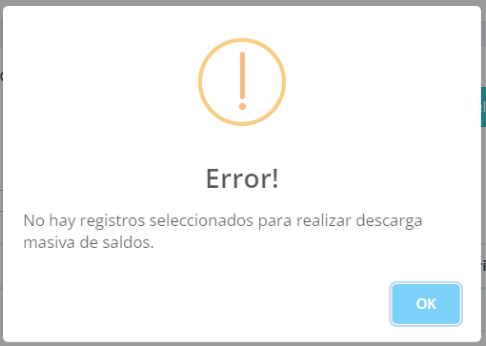 Error!
No hay registros seleccionados para realizar descarga
masiva de saldos.
OK